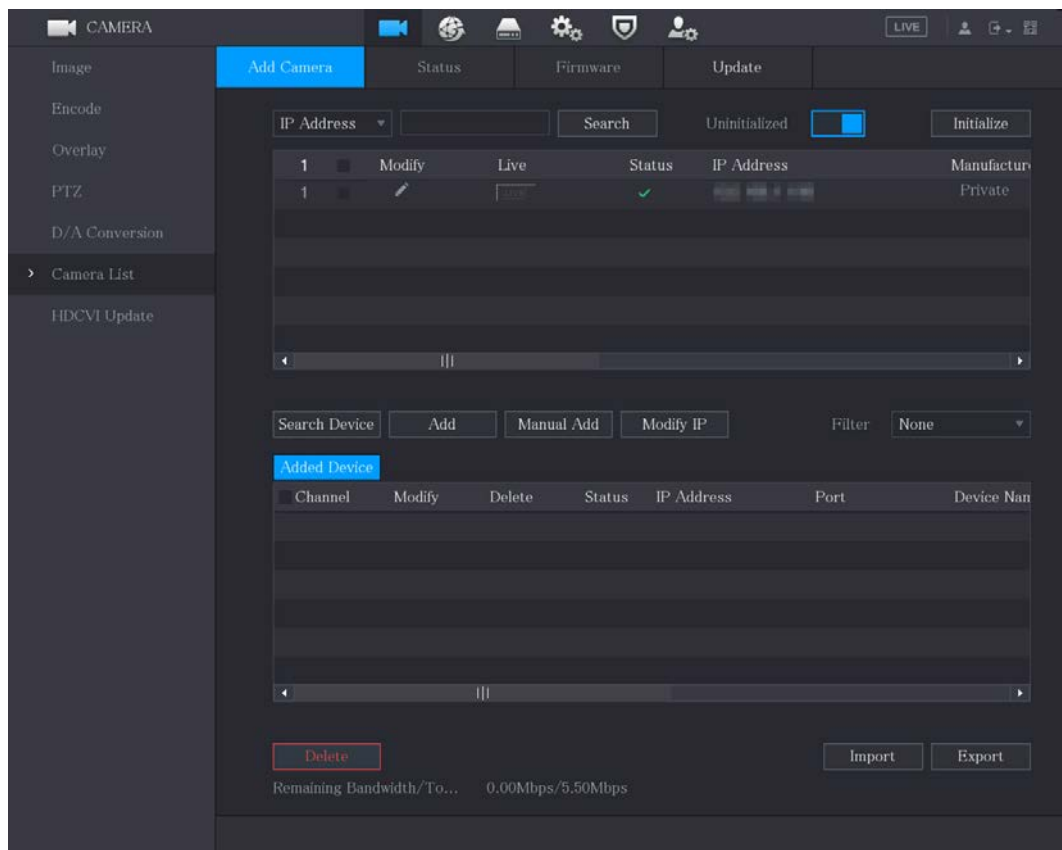 CAMERA
LIVE
Image
Encode
Overlay
PTZ
D/A Conversion
Camera List
HDCVI Update
Add Camera Status Firmware Update
IP Address Search Uninitialized Initialize
1 Modify Live Status IP Address Manufactur
1 LIVE Private
Search Device Add Manual Add Modify IP Filter None
Added Device
Channel Modify Delete Status IP Address Port Device Nam
Delete Import Export
Remaining Bandwidth/To... 0.00Mbps/5.50Mbps